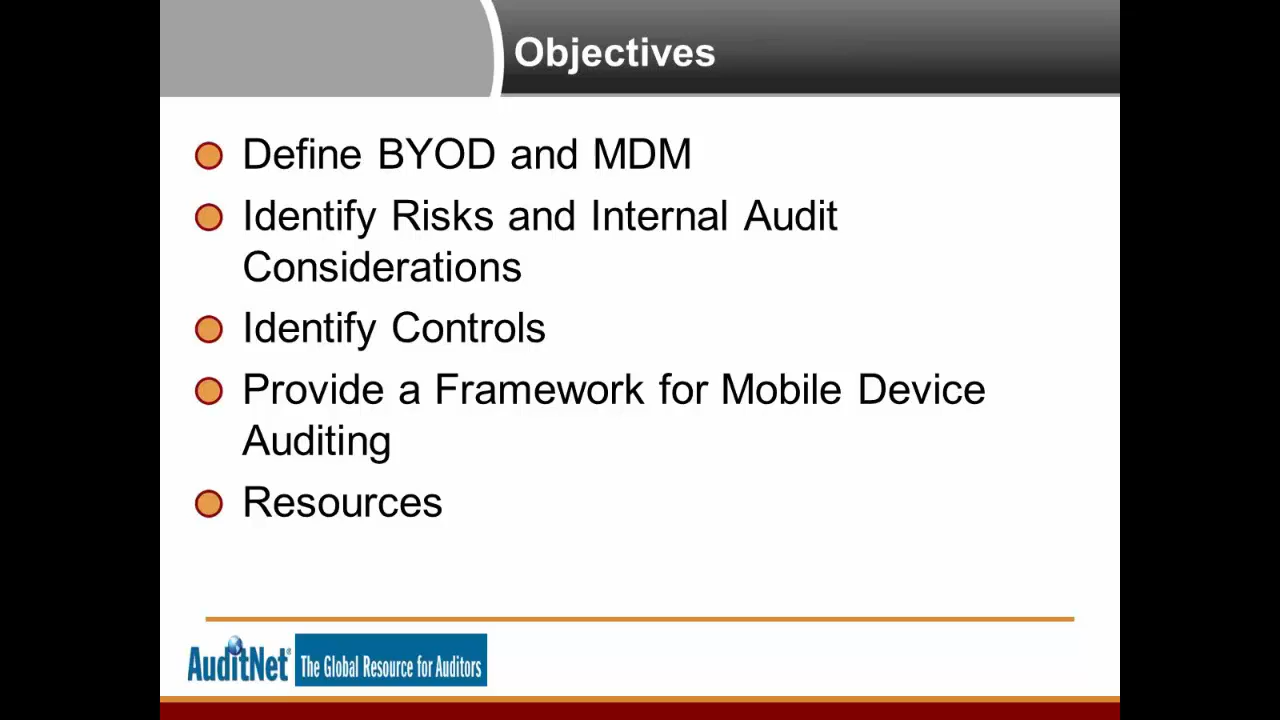 Objectives
Define BYOD and MDM
Identify Risks and Internal Audit
Considerations
Identify Controls
Provide a Framework for Mobile Device
Auditing
Resources
AuditNet® The Global Resource for Auditors